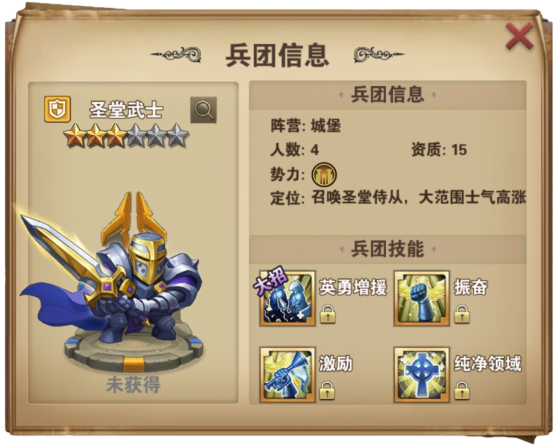 兵团信息
圣堂武士
未获得
兵团信息
阵营: 城堡
人数: 4 资质: 15
势力:
定位: 召唤圣堂侍从，大范围士气高涨
兵团技能
大招 英勇增援 振奋
激励 纯净领域